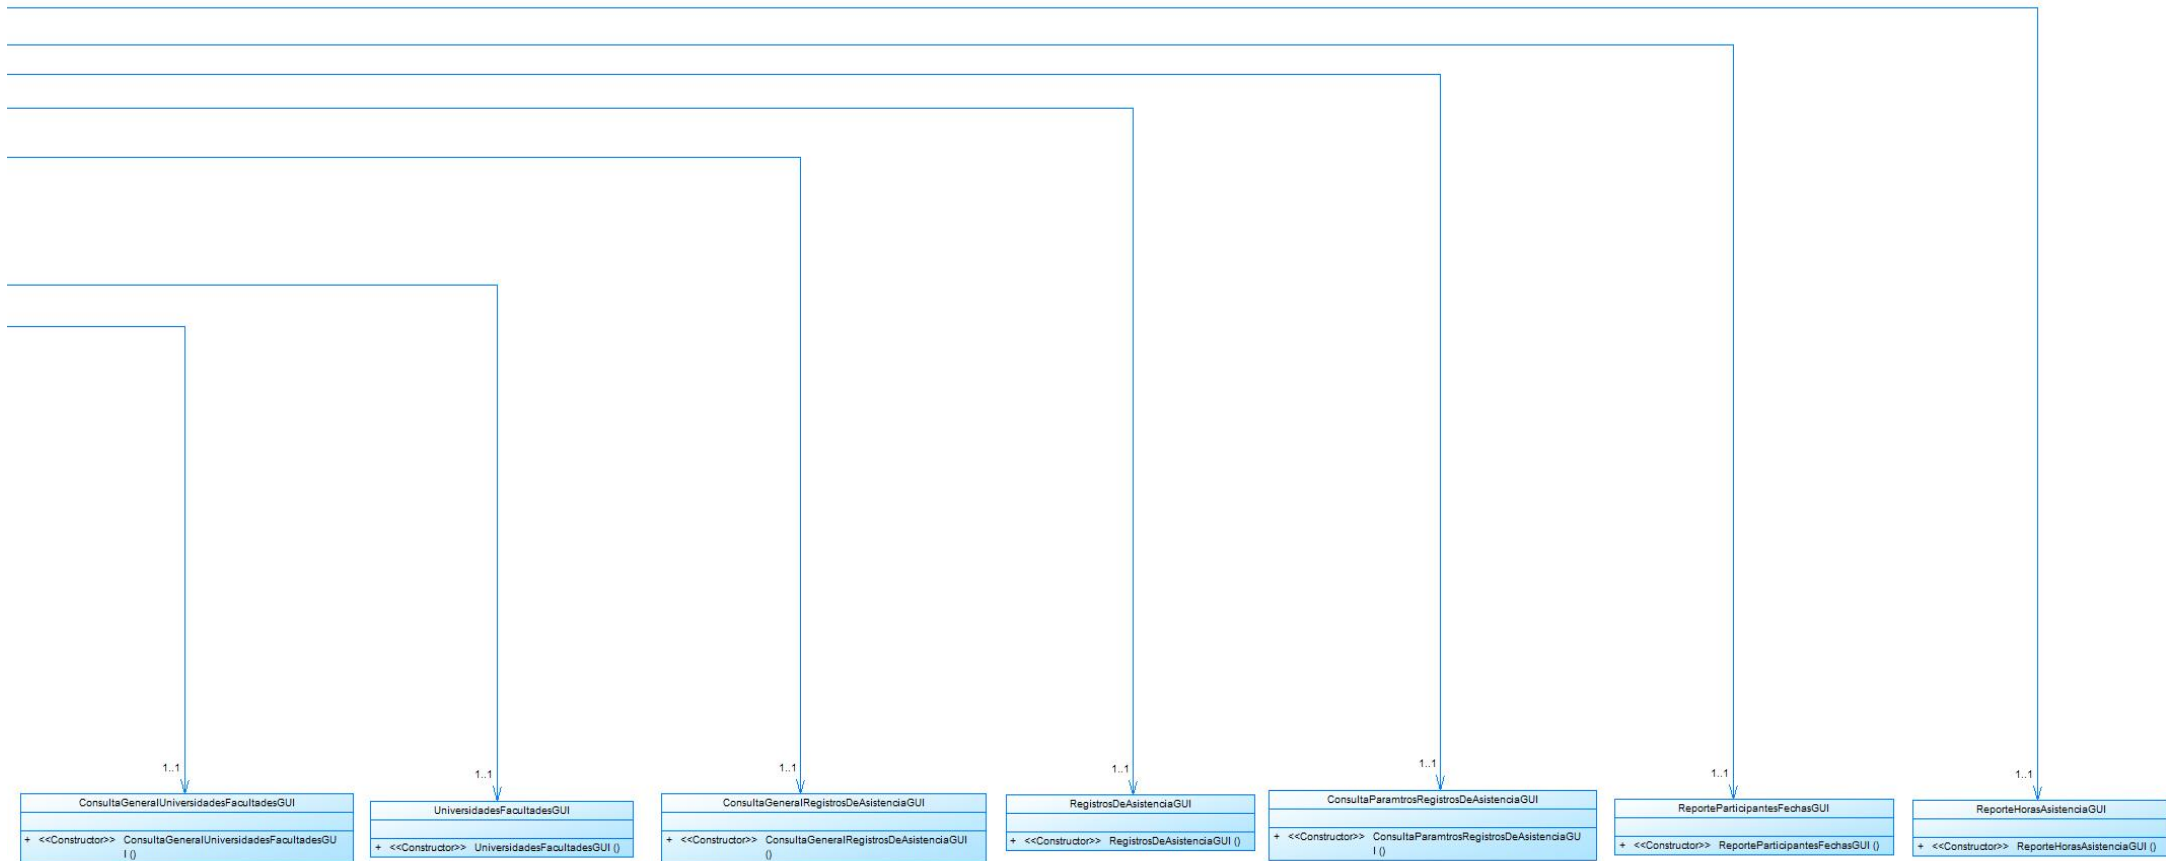 1..1
1..1
1..1
1..1
1..1
1..1
1..1
ConsultaGeneralUniversidadesFacultadesGUI
+ <<Constructor>> ConsultaGeneralUniversidadesFacultadesGU
I ()
UniversidadesFacultadesGUI
+ <<Constructor>> UniversidadesFacultadesGUI ()
ConsultaGeneralRegistrosDeAsistenciaGUI
+ <<Constructor>> ConsultaGeneralRegistrosDeAsistenciaGUI
()
RegistrosDeAsistenciaGUI
+ <<Constructor>> RegistrosDeAsistenciaGUI ()
ConsultaParamtrosRegistrosDeAsistenciaGUI
+ <<Constructor>> ConsultaParamtrosRegistrosDeAsistenciaGU
I ()
ReporteParticipantesFechasGUI
+ <<Constructor>> ReporteParticipantesFechasGUI ()
ReporteHorasAsistenciaGUI
+ <<Constructor>> ReporteHorasAsistenciaGUI ()